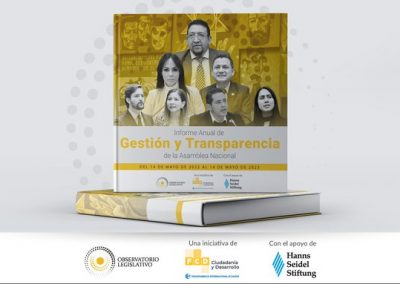 Informe Anual de
Gestión y Transparencia
de la Asamblea Nacional
DEL 14 DE MAYO DE 2022 AL 14 DE MAYO DE 2023
OBSERVATORIO
LEGISLATIVO
Una iniciativa de
FCD
Ciudadanía
y Desarrollo
Con el apoyo de
Hanns
Seidel
Stiftung